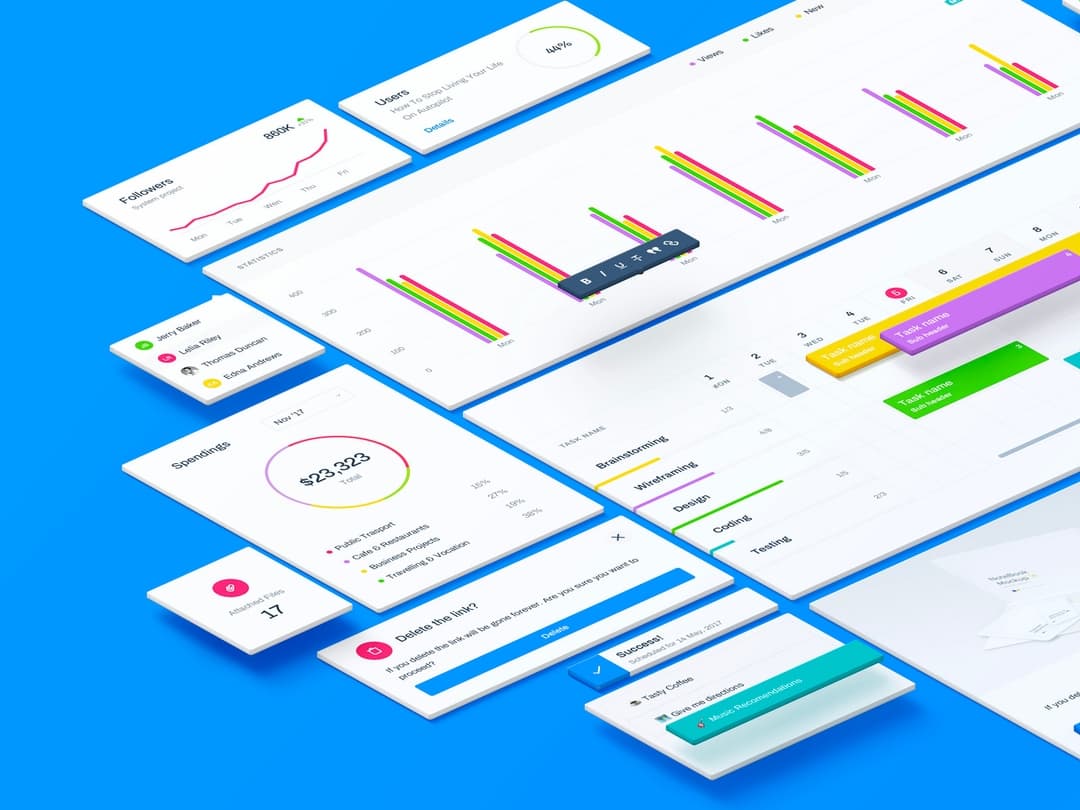 Users
How To Stop Living Your Life
On Autopilot
Details
44%
Followers
System project
860K
Mon
Tue
Wen
Thu
Fri
STATISTICS
Views
Likes
New
400
300
200
100
0
Mon
Mon
Mon
Mon
Mon
Mon
Mon
B I U T
Jerry Baker
Leila Riley
Thomas Duncan
Edna Andrews
Spendings
Nov '17
$23,323
Total
Public Trasport
15%
Cafe & Restaurants
27%
Business Projects
19%
Travelling & Vocation
38%
Attached Files
17
Delete the link?
If you delete the link will be gone forever. Are you sure you want to
proceed?
Delete
Success!
Scheduled for 14 May, 2017
Tasty Coffee
Give me directions
Music Recomendations
TASK NAME
1
MON
2
TUE
3
WED
4
TUE
5
FRI
6
SAT
7
SUN
8
MON
Brainstorming
1/3
Wireframing
4/8
Design
3/5
Coding
1/5
Testing
2/3
Task name
Sub header
Task name
Sub header
4
Task name
Sub header
3
NoteBook
Mockup
If you de